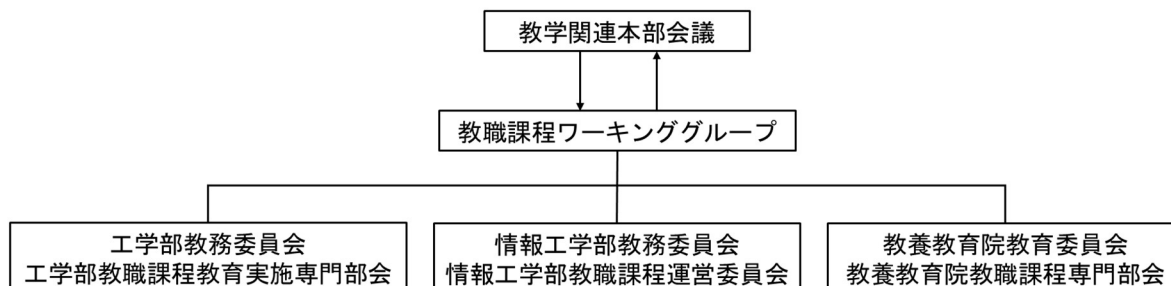 教学関連本部会議
教職課程ワーキンググループ
工学部教務委員会
工学部教職課程教育実施専門部会
情報工学部教務委員会
情報工学部教職課程運営委員会
教養教育院教育委員会
教養教育院教職課程専門部会